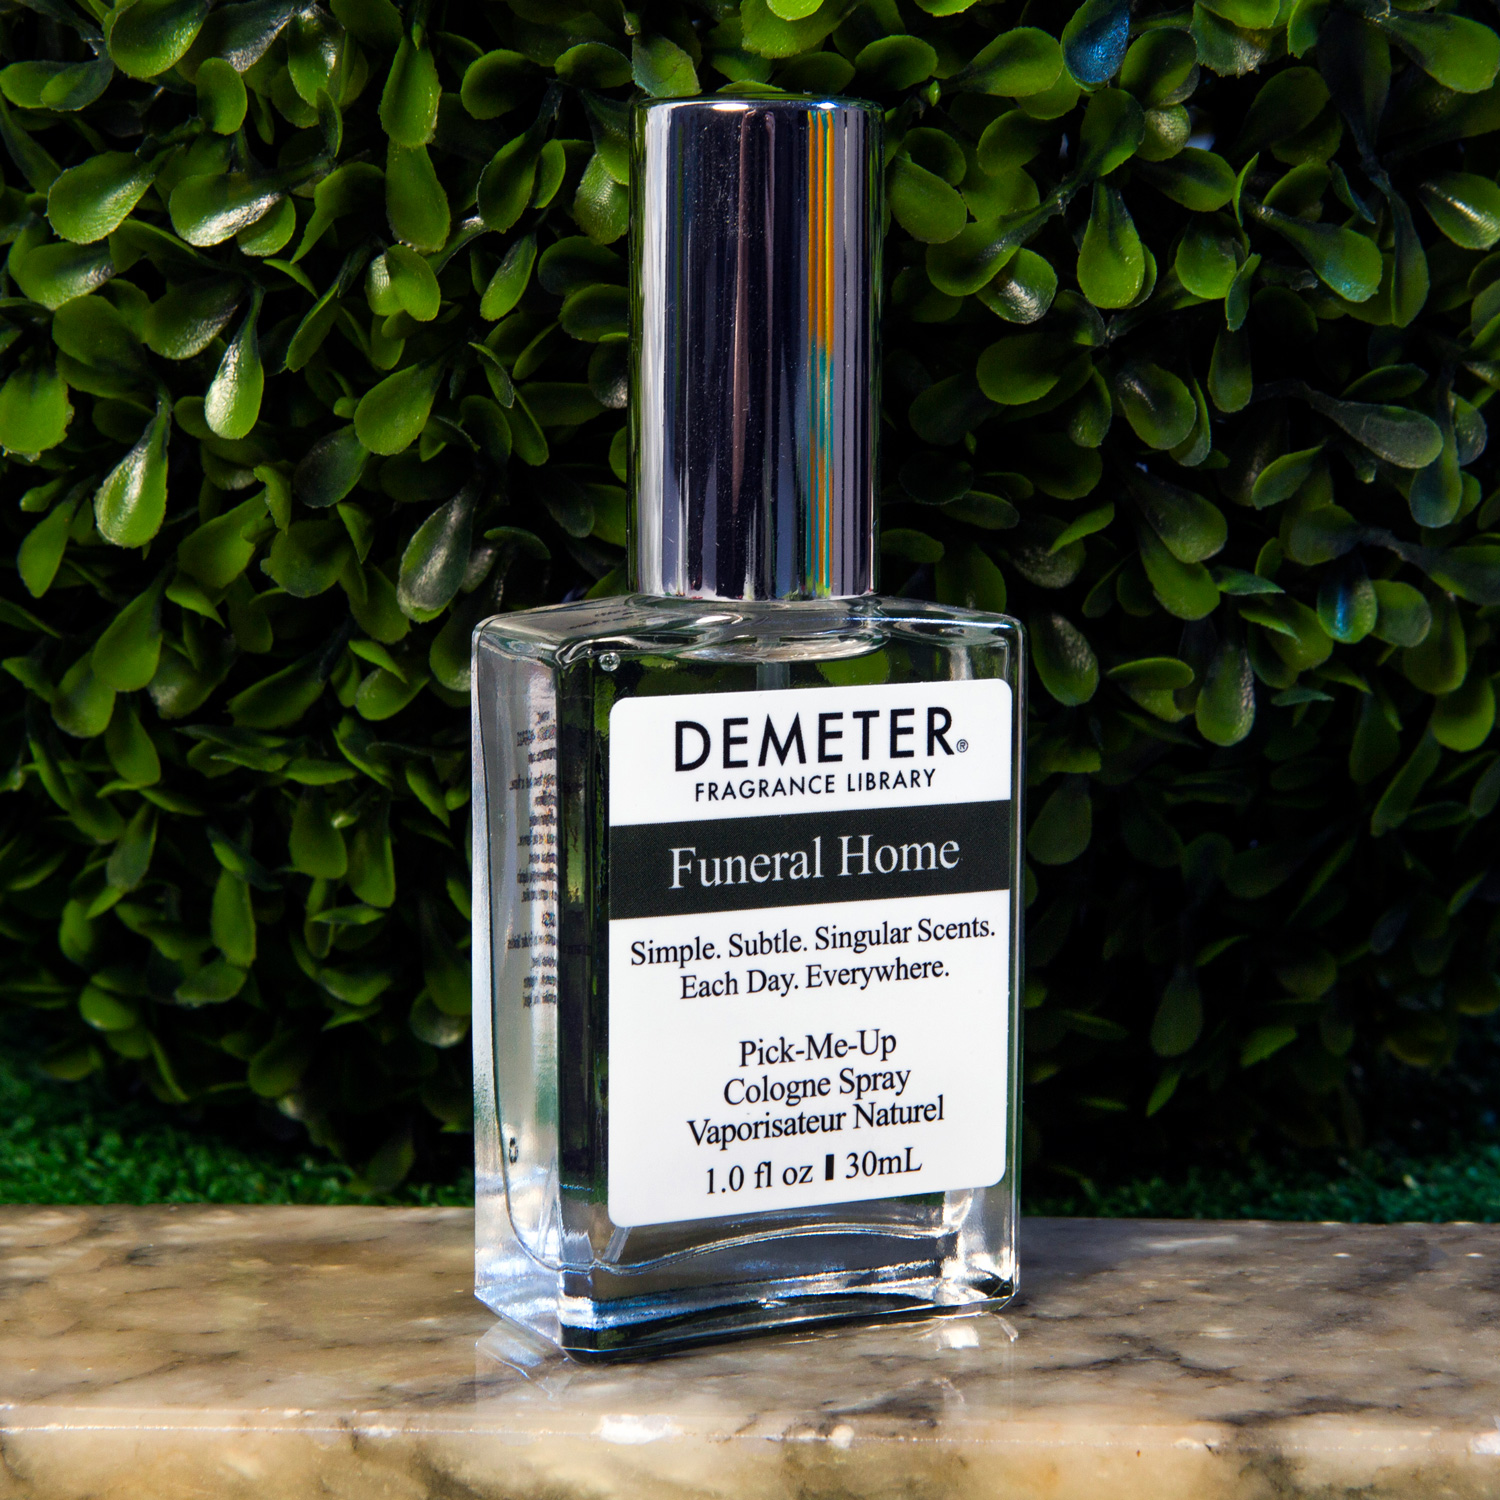 DEMETER®
FRAGRANCE LIBRARY
Funeral Home
Simple. Subtle. Singular Scents.
Each Day. Everywhere.
Pick-Me-Up
Cologne Spray
Vaporisateur Naturel
1.0 fl oz ▮ 30mL